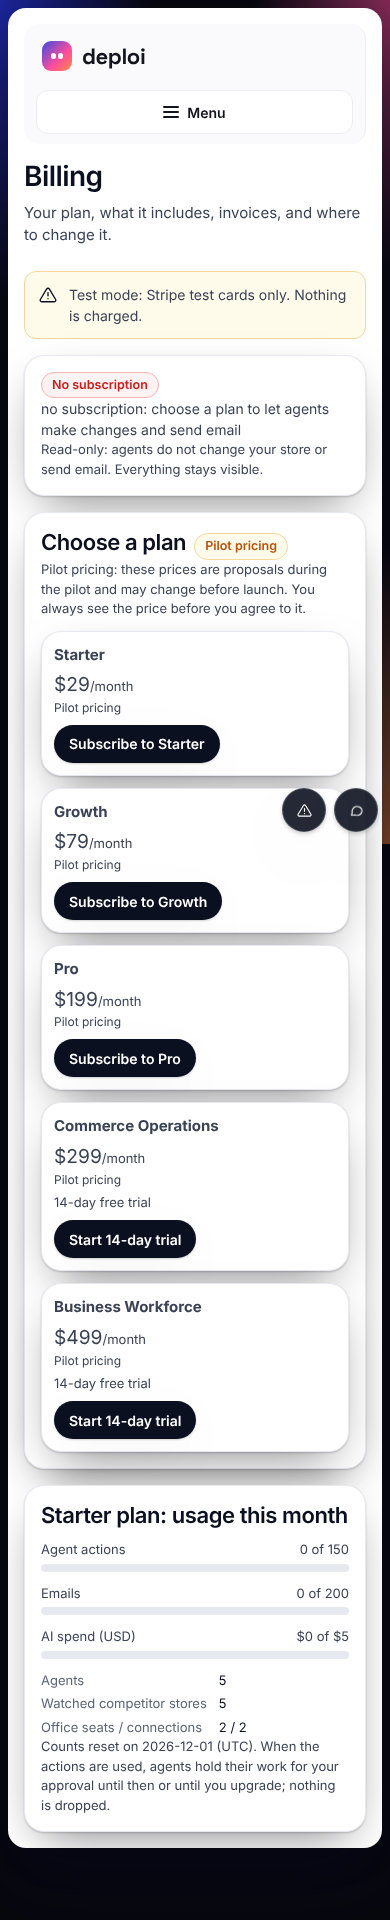 deploi
Menu
Billing
Your plan, what it includes, invoices, and where
to change it.
Test mode: Stripe test cards only. Nothing
is charged.
No subscription
no subscription: choose a plan to let agents
make changes and send email
Read-only: agents do not change your store or
send email. Everything stays visible.
Choose a plan Pilot pricing
Pilot pricing: these prices are proposals during
the pilot and may change before launch. You
always see the price before you agree to it.
Starter
$29/month
Pilot pricing
Subscribe to Starter
Growth
$79/month
Pilot pricing
Subscribe to Growth
Pro
$199/month
Pilot pricing
Subscribe to Pro
Commerce Operations
$299/month
Pilot pricing
14-day free trial
Start 14-day trial
Business Workforce
$499/month
Pilot pricing
14-day free trial
Start 14-day trial
Starter plan: usage this month
Agent actions 0 of 150
Emails 0 of 200
AI spend (USD) $0 of $5
Agents 5
Watched competitor stores 5
Office seats / connections 2 / 2
Counts reset on 2026-12-01 (UTC). When the
actions are used, agents hold their work for your
approval until then or until you upgrade; nothing
is dropped.